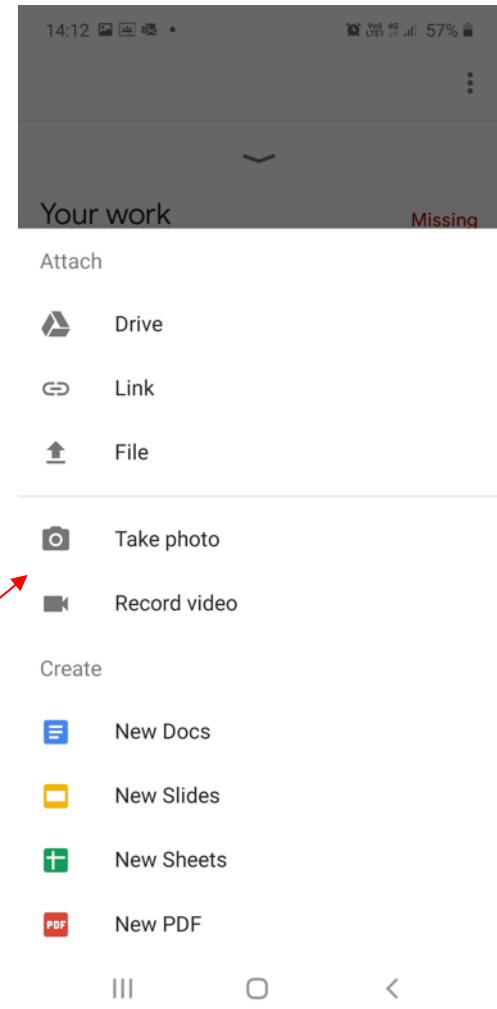 14:12 57%
Your work Missing
Attach
Drive
Link
File
Take photo
Record video
Create
New Docs
New Slides
New Sheets
PDF New PDF